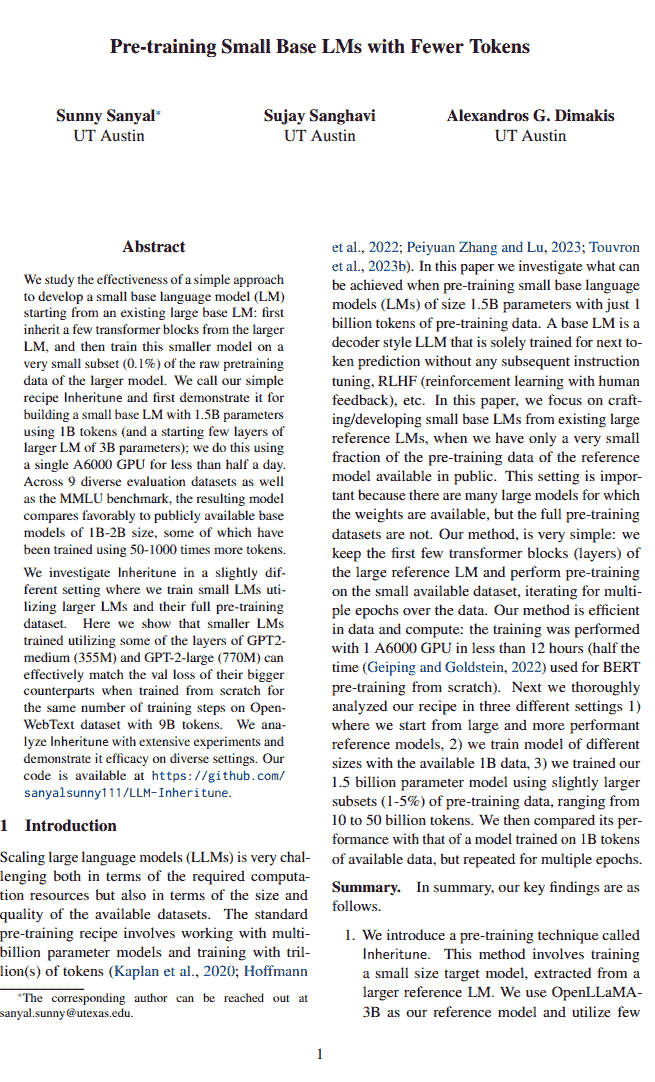 Pre-training Small Base LMs with Fewer Tokens
Sunny Sanyal*
UT Austin
Sujay Sanghavi
UT Austin
Alexandros G. Dimakis
UT Austin
Abstract
We study the effectiveness of a simple approach
to develop a small base language model (LM)
starting from an existing large base LM: first
inherit a few transformer blocks from the larger
LM, and then train this smaller model on a
very small subset (0.1%) of the raw pretraining
data of the larger model. We call our simple
recipe Inheritune and first demonstrate it for
building a small base LM with 1.5B parameters
using 1B tokens (and a starting few layers of
larger LM of 3B parameters); we do this using
a single A6000 GPU for less than half a day.
Across 9 diverse evaluation datasets as well
as the MMLU benchmark, the resulting model
compares favorably to publicly available base
models of 1B-2B size, some of which have
been trained using 50-1000 times more tokens.
We investigate Inheritune in a slightly dif-
ferent setting where we train small LMs uti-
lizing larger LMs and their full pre-training
dataset. Here we show that smaller LMs
trained utilizing some of the layers of GPT2-
medium (355M) and GPT-2-large (770M) can
effectively match the val loss of their bigger
counterparts when trained from scratch for
the same number of training steps on Open-
WebText dataset with 9B tokens. We ana-
lyze Inheritune with extensive experiments and
demonstrate it efficacy on diverse settings. Our
code is available at https://github.com/
sanyalsunny111/LLM-Inheritune.
1 Introduction
Scaling large language models (LLMs) is very chal-
lenging both in terms of the required computa-
tion resources but also in terms of the size and
quality of the available datasets. The standard
pre-training recipe involves working with multi-
billion parameter models and training with tril-
lion(s) of tokens (Kaplan et al., 2020; Hoffmann
*The corresponding author can be reached out at
sanyal.sunny@utexas.edu.
et al., 2022; Peiyuan Zhang and Lu, 2023; Touvron
et al., 2023b). In this paper we investigate what can
be achieved when pre-training small base language
models (LMs) of size 1.5B parameters with just 1
billion tokens of pre-training data. A base LM is a
decoder style LLM that is solely trained for next to-
ken prediction without any subsequent instruction
tuning, RLHF (reinforcement learning with human
feedback), etc. In this paper, we focus on craft-
ing/developing small base LMs from existing large
reference LMs, when we have only a very small
fraction of the pre-training data of the reference
model available in public. This setting is impor-
tant because there are many large models for which
the weights are available, but the full pre-training
datasets are not. Our method, is very simple: we
keep the first few transformer blocks (layers) of
the large reference LM and perform pre-training
on the small available dataset, iterating for multi-
ple epochs over the data. Our method is efficient
in data and compute: the training was performed
with 1 A6000 GPU in less than 12 hours (half the
time (Geiping and Goldstein, 2022) used for BERT
pre-training from scratch). Next we thoroughly
analyzed our recipe in three different settings 1)
where we start from large and more performant
reference models, 2) we train model of different
sizes with the available 1B data, 3) we trained our
1.5 billion parameter model using slightly larger
subsets (1-5%) of pre-training data, ranging from
10 to 50 billion tokens. We then compared its per-
formance with that of a model trained on 1B tokens
of available data, but repeated for multiple epochs.
Summary. In summary, our key findings are as
follows.
1. We introduce a pre-training technique called
Inheritune. This method involves training
a small size target model, extracted from a
larger reference LM. We use OpenLLaMA-
3B as our reference model and utilize few
1